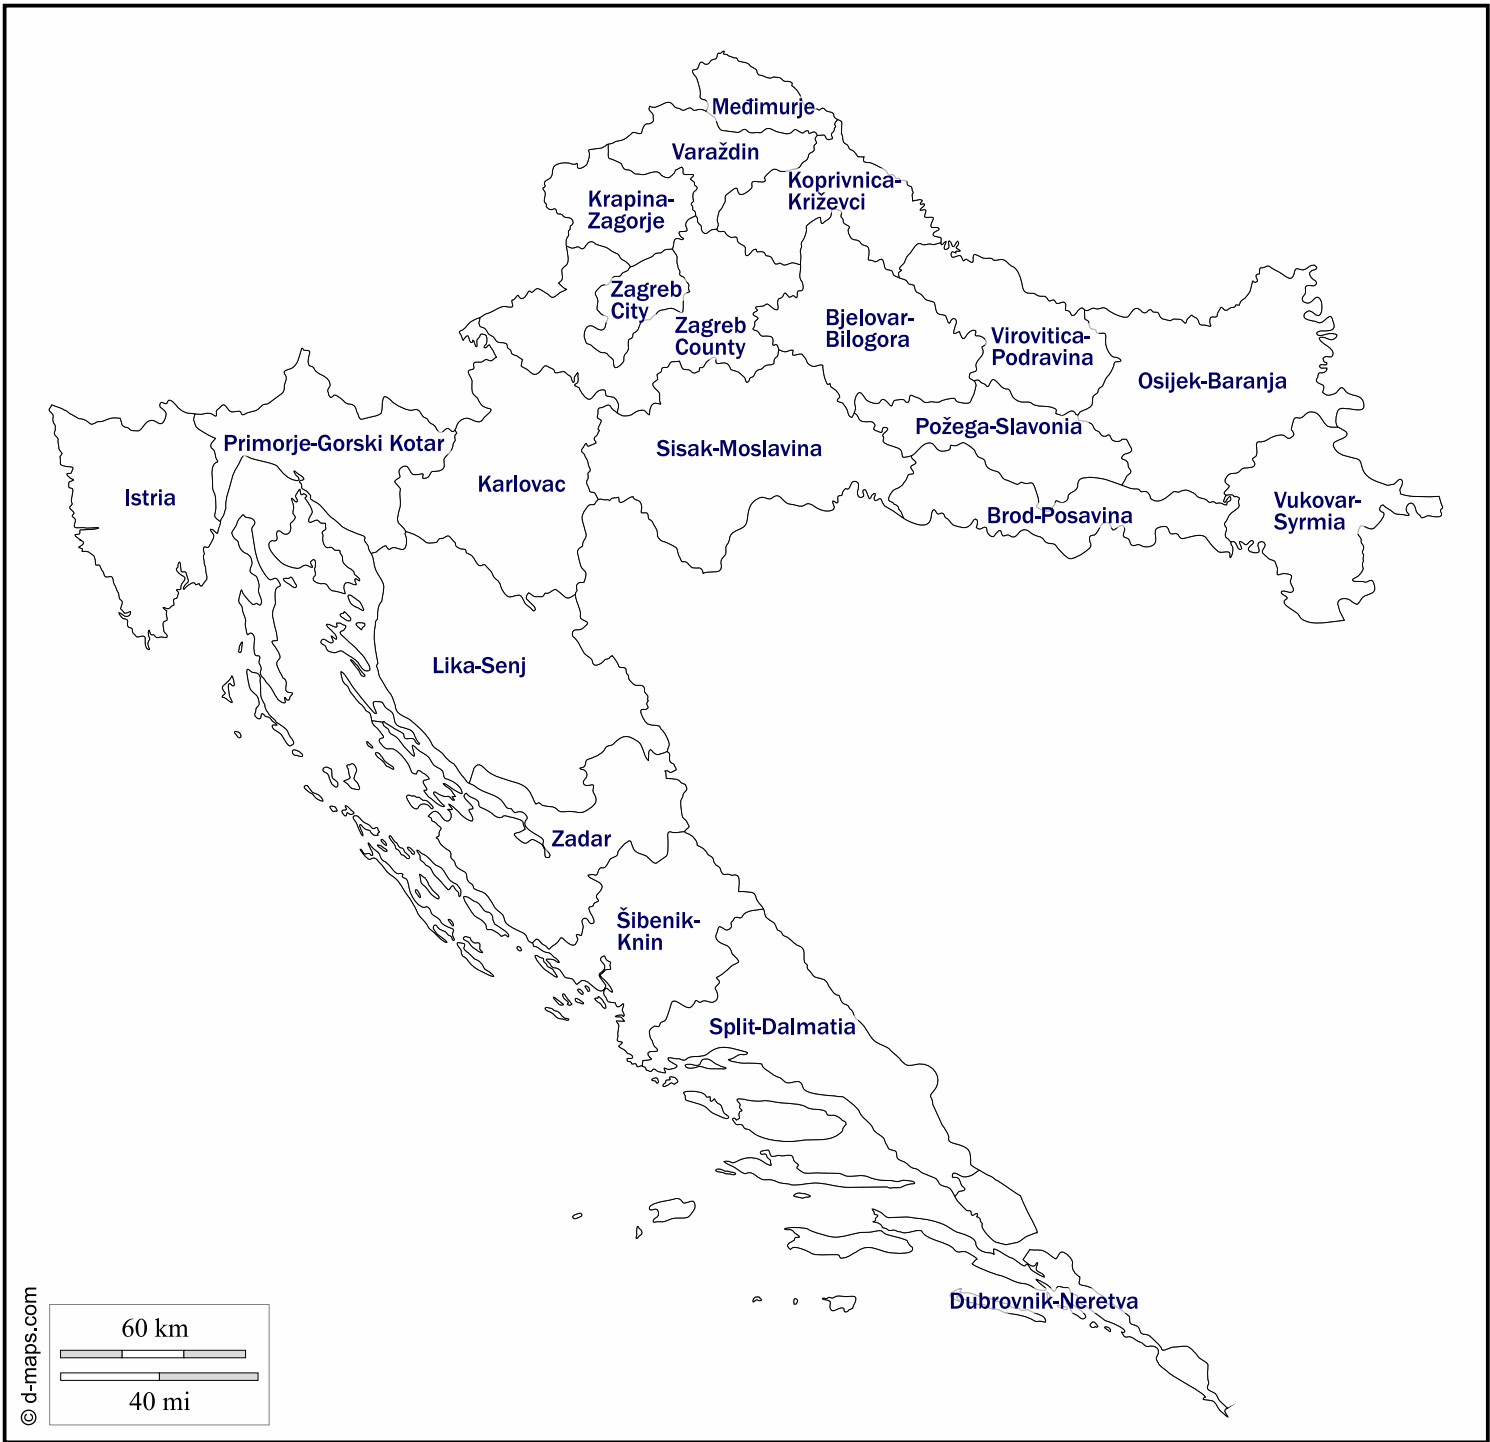 Međimurje
Varaždin
Koprivnica-
Križevci
Krapina-
Zagorje
Zagreb
City
Zagreb
County
Bjelovar-
Bilogora
Virovitica-
Podravina
Osijek-Baranja
Požega-Slavonia
Primorje-Gorski Kotar
Sisak-Moslavina
Istria
Karlovac
Brod-Posavina
Vukovar-
Syrmia
Lika-Senj
Zadar
Šibenik-
Knin
Split-Dalmatia
Dubrovnik-Neretva
60 km
40 mi
© d-maps.com